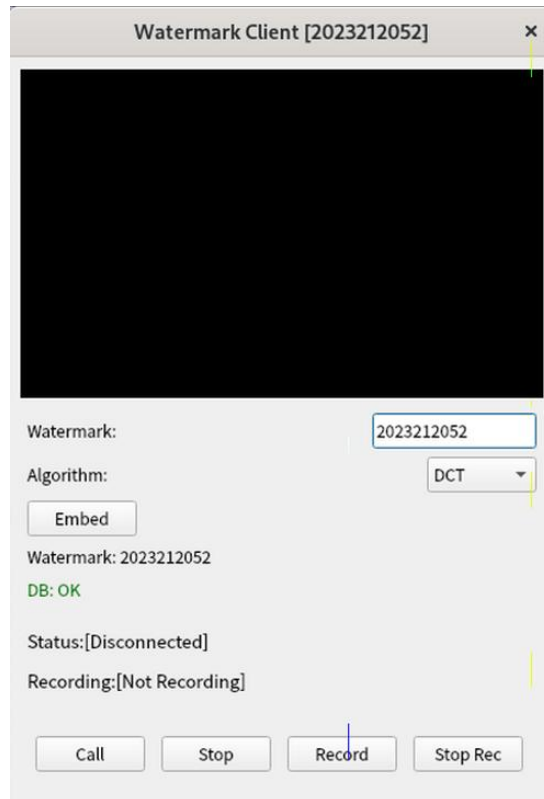 Watermark Client [2023212052] ×
Watermark: 2023212052
Algorithm: DCT
Embed
Watermark: 2023212052
DB: OK
Status:[Disconnected]
Recording:[Not Recording]
Call Stop Record Stop Rec